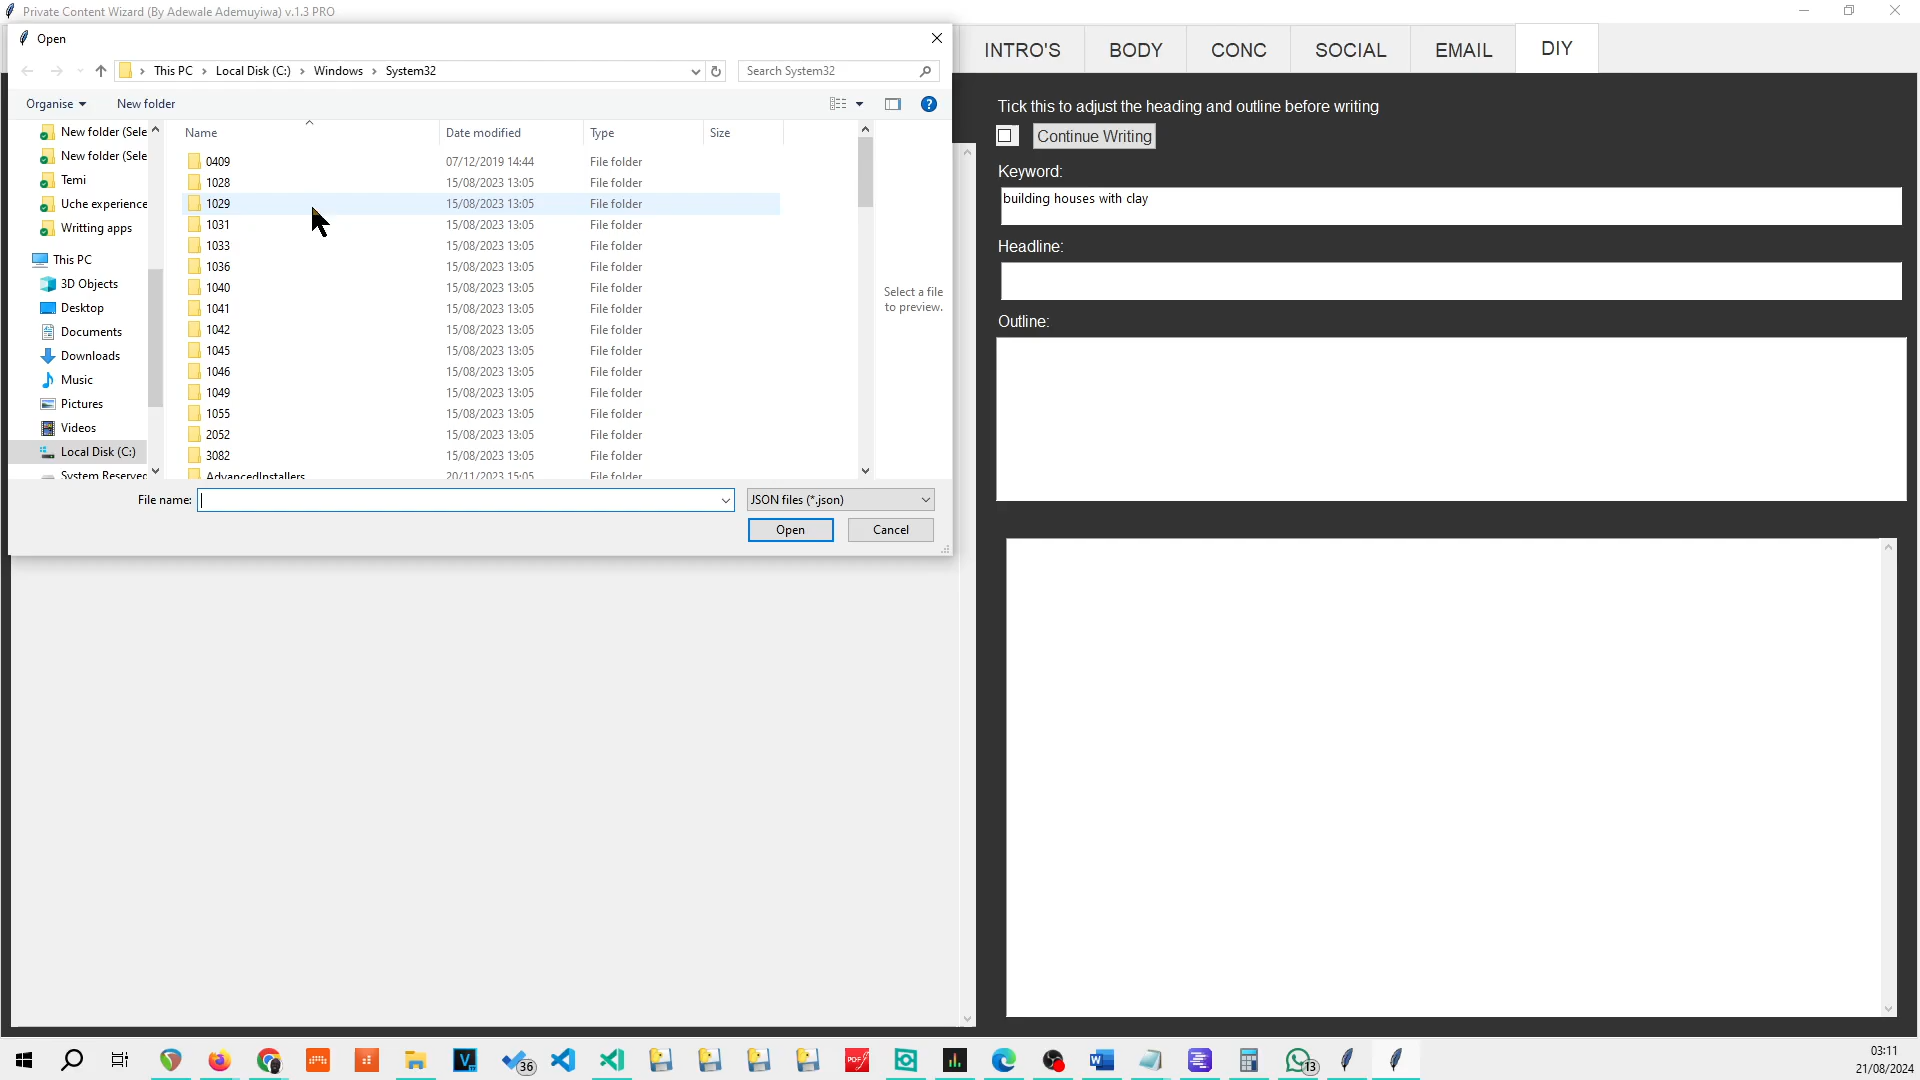 Private Content Wizard (By Adewale Ademuyiwa) v.1.3 PRO
Open
This PC
Local Disk (C:)
Windows
System32
Search System32
Organise
New folder
Name
Date modified
Type
Size
New folder (Sele
New folder (Sele
Temi
Uche experience
Writting apps
This PC
3D Objects
Desktop
Documents
Downloads
Music
Pictures
Videos
Local Disk (C:)
System Reserved
0409 07/12/2019 14:44 File folder
1028 15/08/2023 13:05 File folder
1029 15/08/2023 13:05 File folder
1031 15/08/2023 13:05 File folder
1033 15/08/2023 13:05 File folder
1036 15/08/2023 13:05 File folder
1040 15/08/2023 13:05 File folder
1041 15/08/2023 13:05 File folder
1042 15/08/2023 13:05 File folder
1045 15/08/2023 13:05 File folder
1046 15/08/2023 13:05 File folder
1049 15/08/2023 13:05 File folder
1055 15/08/2023 13:05 File folder
2052 15/08/2023 13:05 File folder
3082 15/08/2023 13:05 File folder
AdvancedInstallers 20/11/2023 15:05 File folder
Select a file
to preview.
File name:
JSON files (*.json)
Open
Cancel
INTRO'S
BODY
CONC
SOCIAL
EMAIL
DIY
Tick this to adjust the heading and outline before writing
Continue Writing
Keyword:
building houses with clay
Headline:
Outline:
36
PDF
13
03:11
21/08/2024